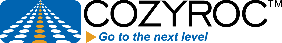 COZYROC™
Go to the next level